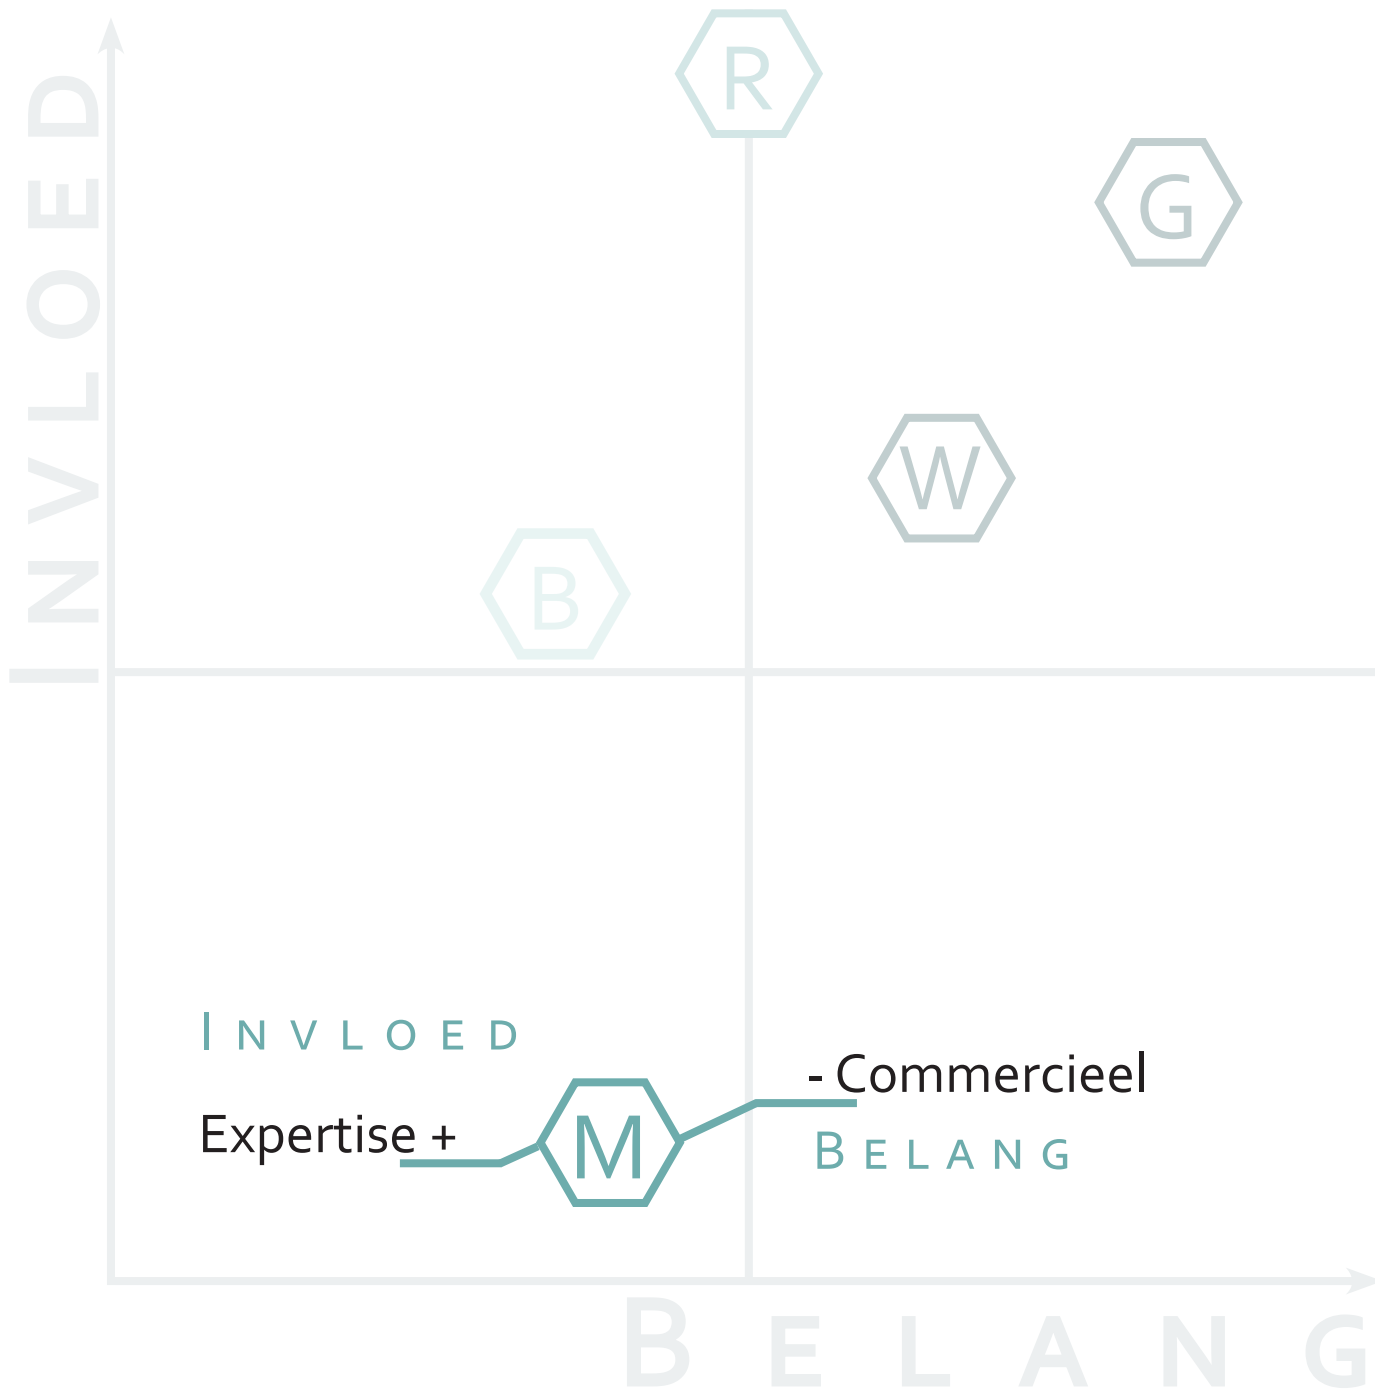 R
G
W
B
INVLOED
INVLOED
- Commercieel
Expertise +
M
BELANG
BELANG